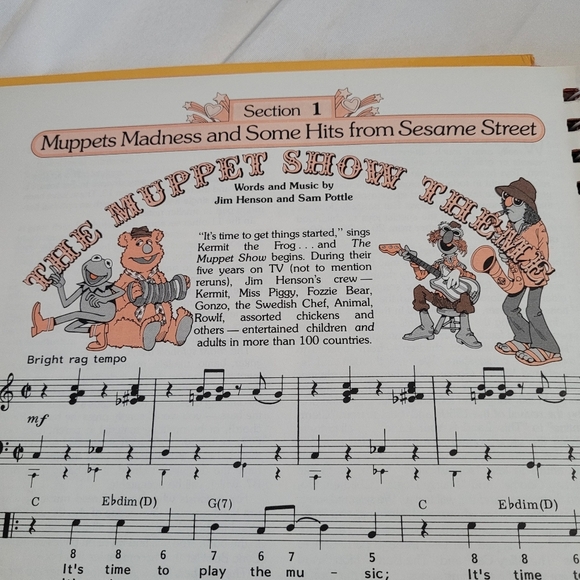 Section 1
Muppets Madness and Some Hits from Sesame Street
THE MUPPET SHOW THEME
Words and Music by
Jim Henson and Sam Pottle
"It's time to get things started," sings
Kermit the Frog . . . and The
Muppet Show begins. During their
five years on TV (not to mention
reruns), Jim Henson's crew —
Kermit, Miss Piggy, Fozzie Bear,
Gonzo, the Swedish Chef, Animal,
Rowlf, assorted chickens and
others — entertained children and
adults in more than 100 countries.
Bright rag tempo
mf
C E♭dim(D) G(7) C E♭dim(D)
8 8 6 7 6 7 5 8 8 6
It's time to play the mu - sic; It's time to